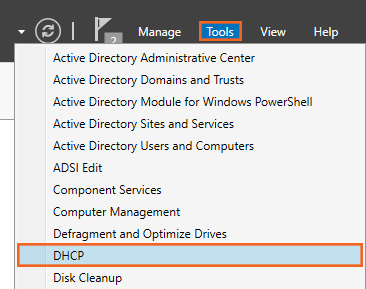 2 Manage Tools View Help
Active Directory Administrative Center
Active Directory Domains and Trusts
Active Directory Module for Windows PowerShell
Active Directory Sites and Services
Active Directory Users and Computers
ADSI Edit
Component Services
Computer Management
Defragment and Optimize Drives
DHCP
Disk Cleanup